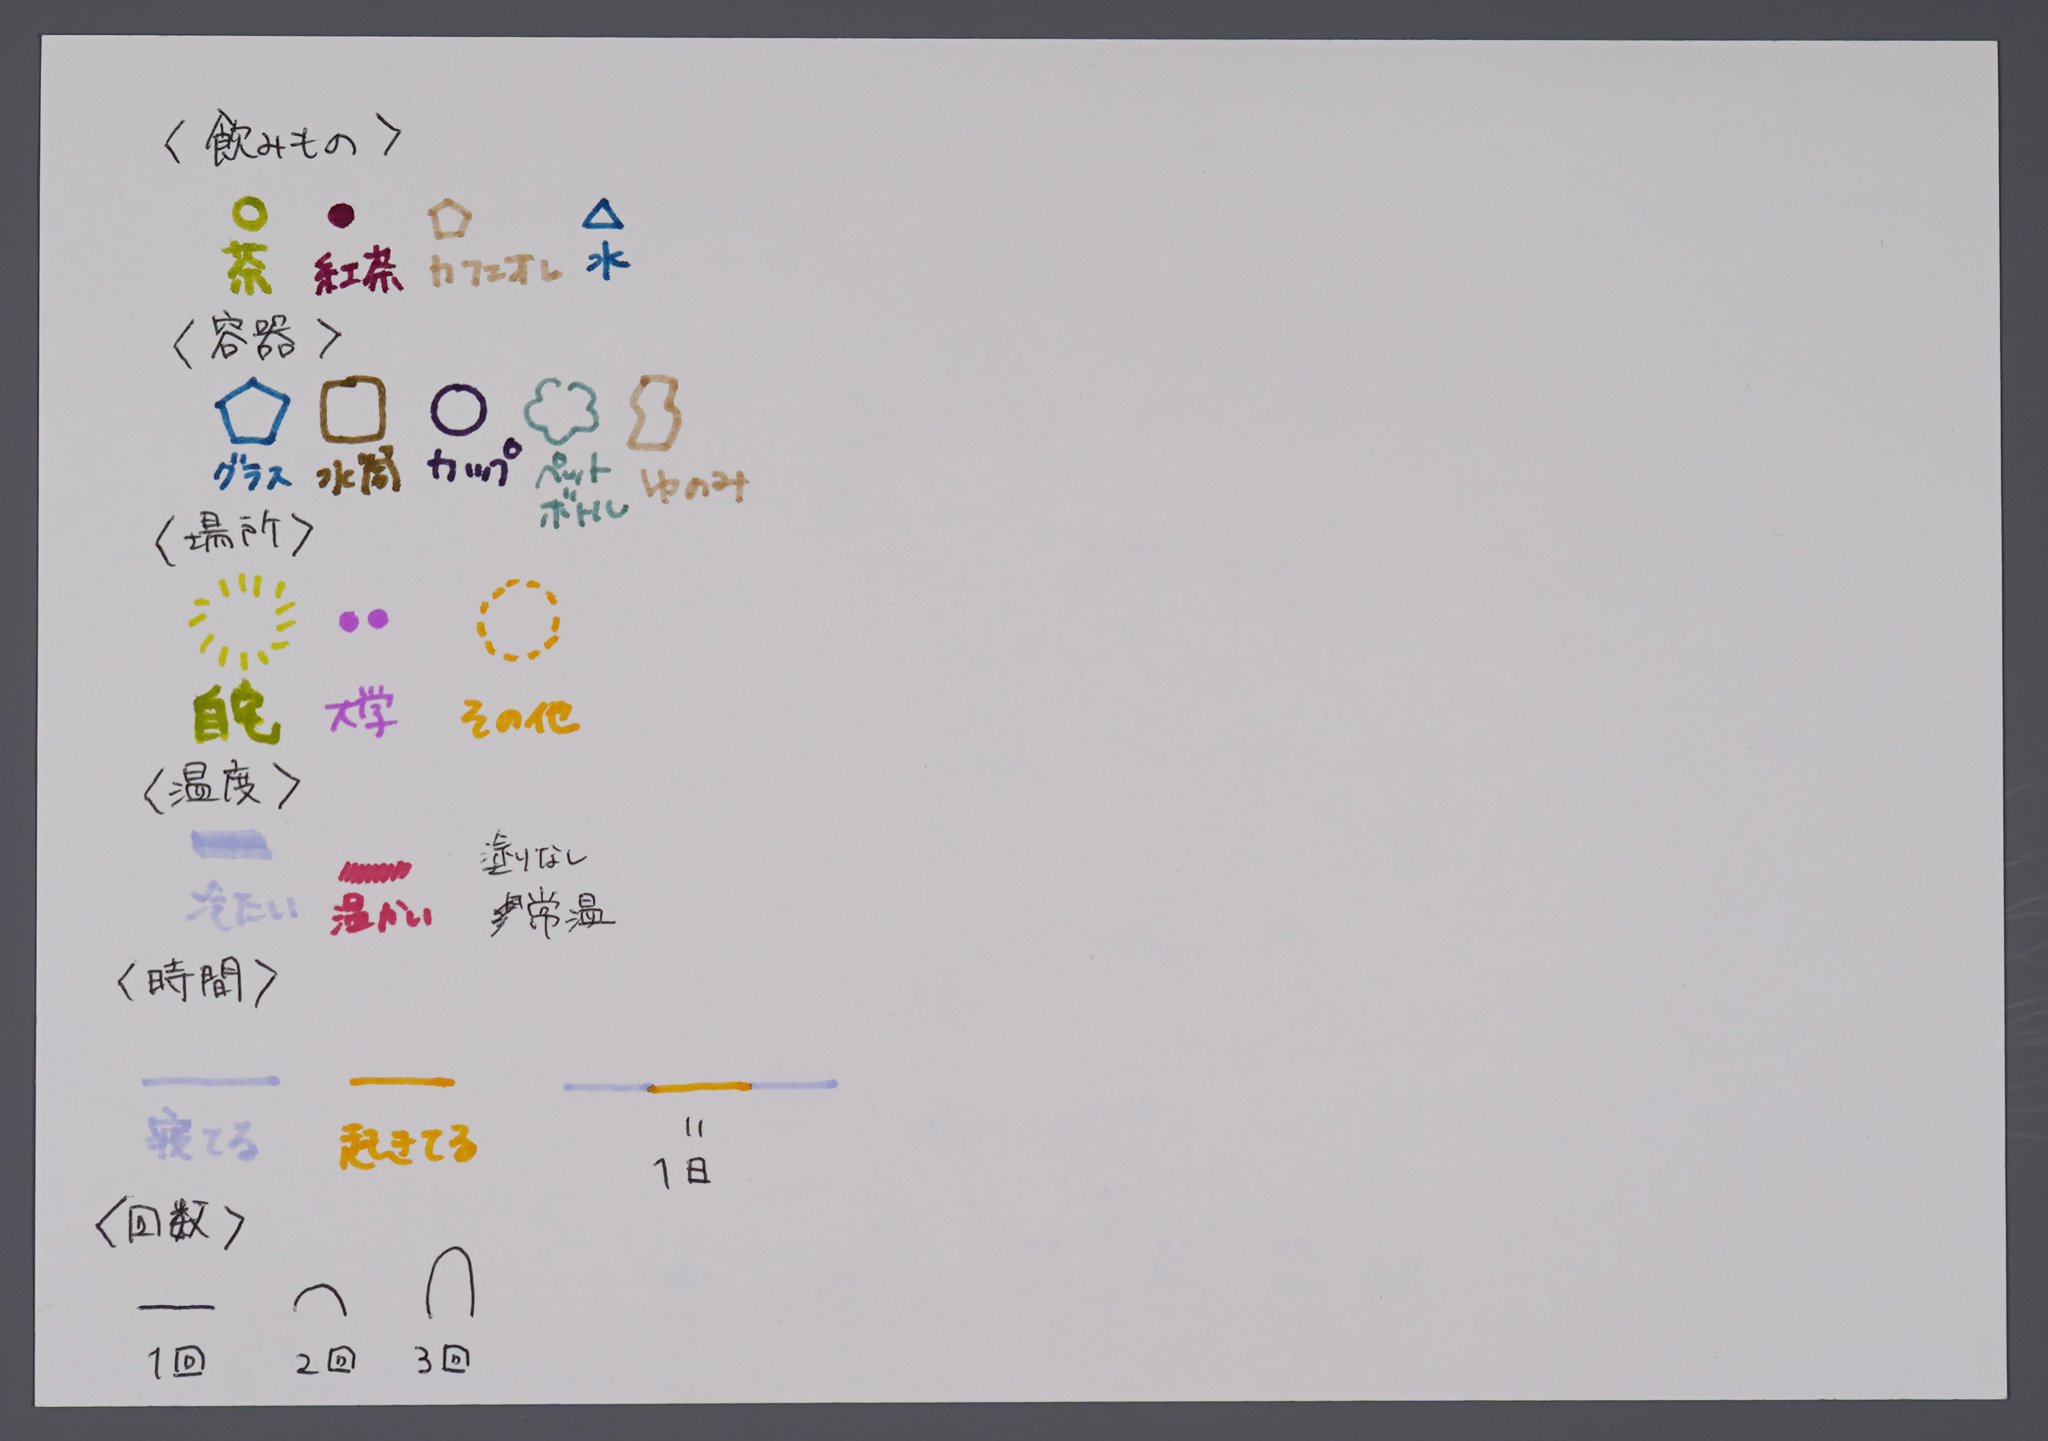 〈飲みもの〉
茶 紅茶 カフェオレ 水
〈容器〉
グラス 水筒 カップ ペットボトル ゆのみ
〈場所〉
自宅 大学 その他
〈温度〉
塗りなし
冷たい 温かい 常温
〈時間〉
寝てる 起きてる 1日
〈回数〉
1回 2回 3回